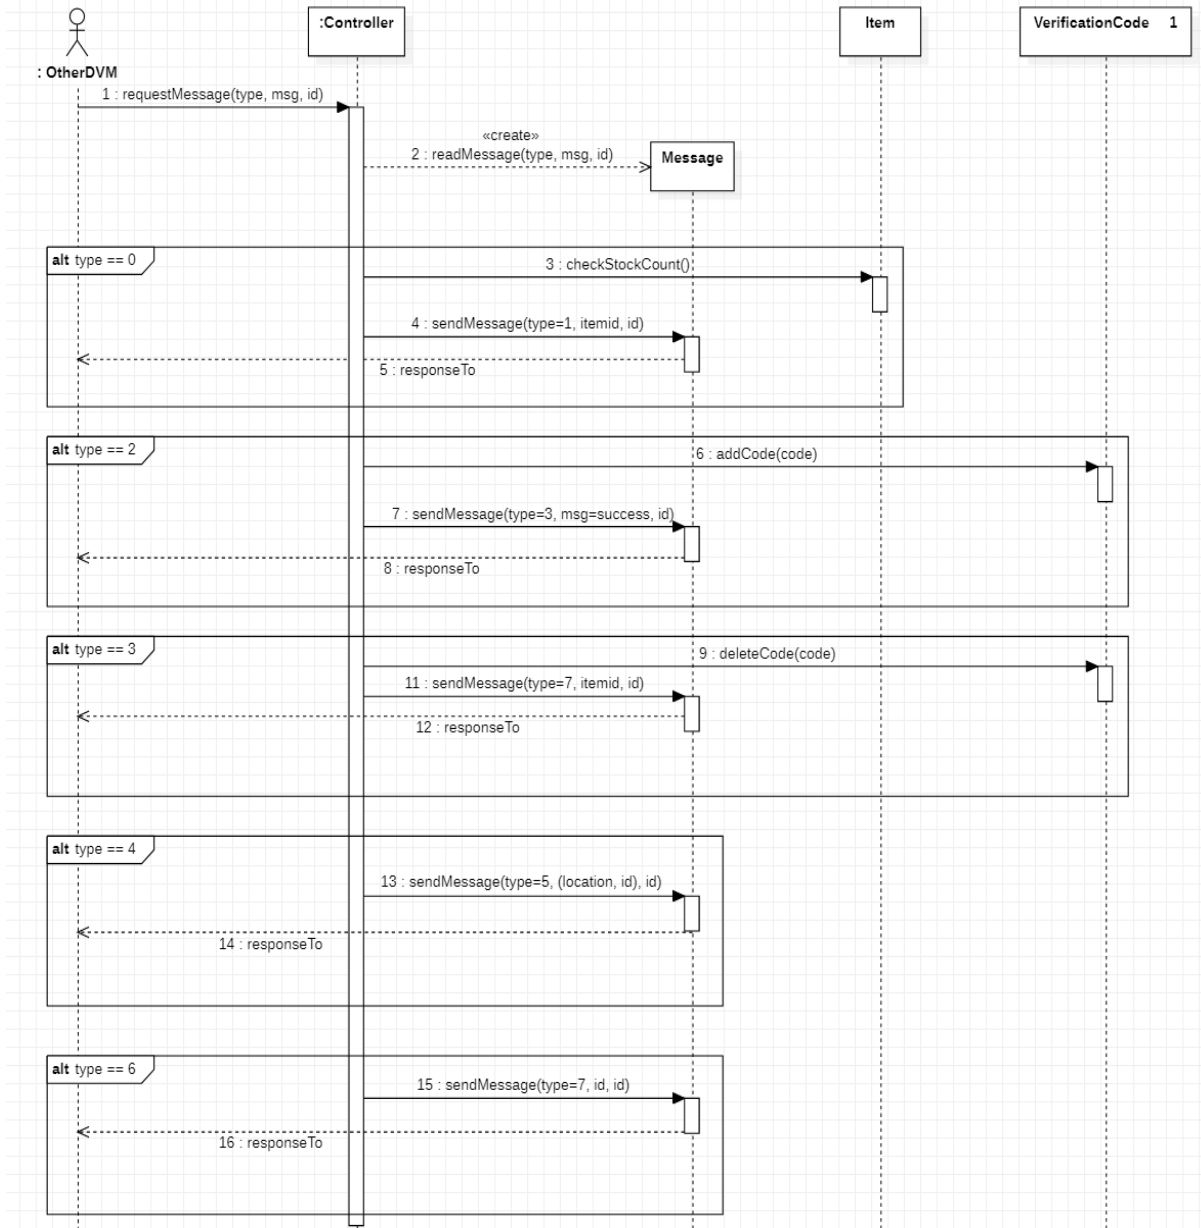 :Controller
Item
VerificationCode 1
: OtherDVM
1 : requestMessage(type, msg, id)
«create»
2 : readMessage(type, msg, id)
Message
alt type == 0
3 : checkStockCount()
4 : sendMessage(type=1, itemid, id)
5 : responseTo
alt type == 2
6 : addCode(code)
7 : sendMessage(type=3, msg=success, id)
8 : responseTo
alt type == 3
9 : deleteCode(code)
11 : sendMessage(type=7, itemid, id)
12 : responseTo
alt type == 4
13 : sendMessage(type=5, (location, id), id)
14 : responseTo
alt type == 6
15 : sendMessage(type=7, id, id)
16 : responseTo